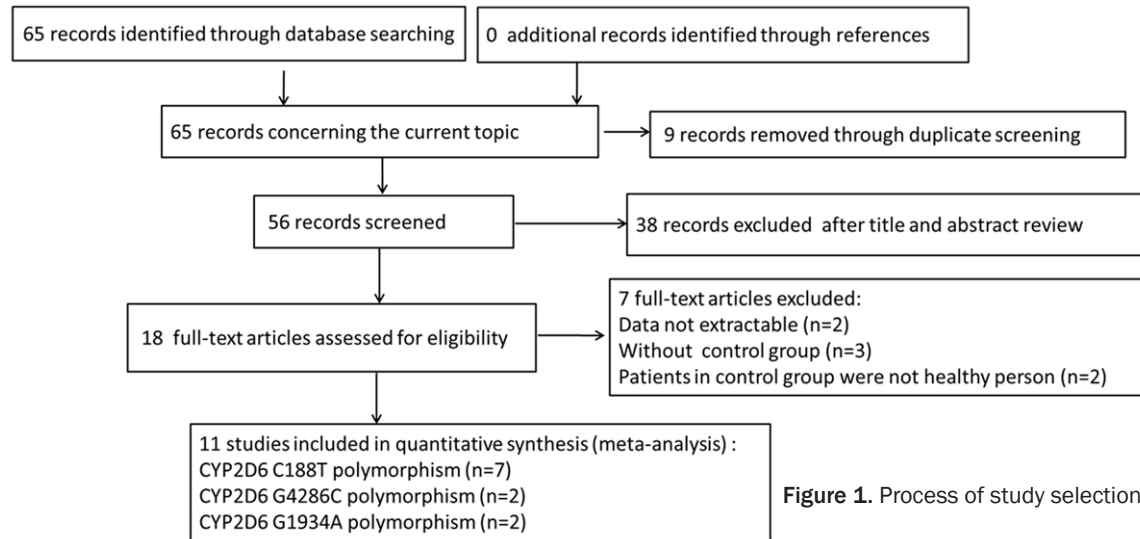 65 records identified through database searching
0 additional records identified through references
65 records concerning the current topic
9 records removed through duplicate screening
56 records screened
38 records excluded after title and abstract review
18 full-text articles assessed for eligibility
7 full-text articles excluded:
Data not extractable (n=2)
Without control group (n=3)
Patients in control group were not healthy person (n=2)
11 studies included in quantitative synthesis (meta-analysis) :
CYP2D6 C188T polymorphism (n=7)
CYP2D6 G4286C polymorphism (n=2)
CYP2D6 G1934A polymorphism (n=2)
Figure 1. Process of study selection